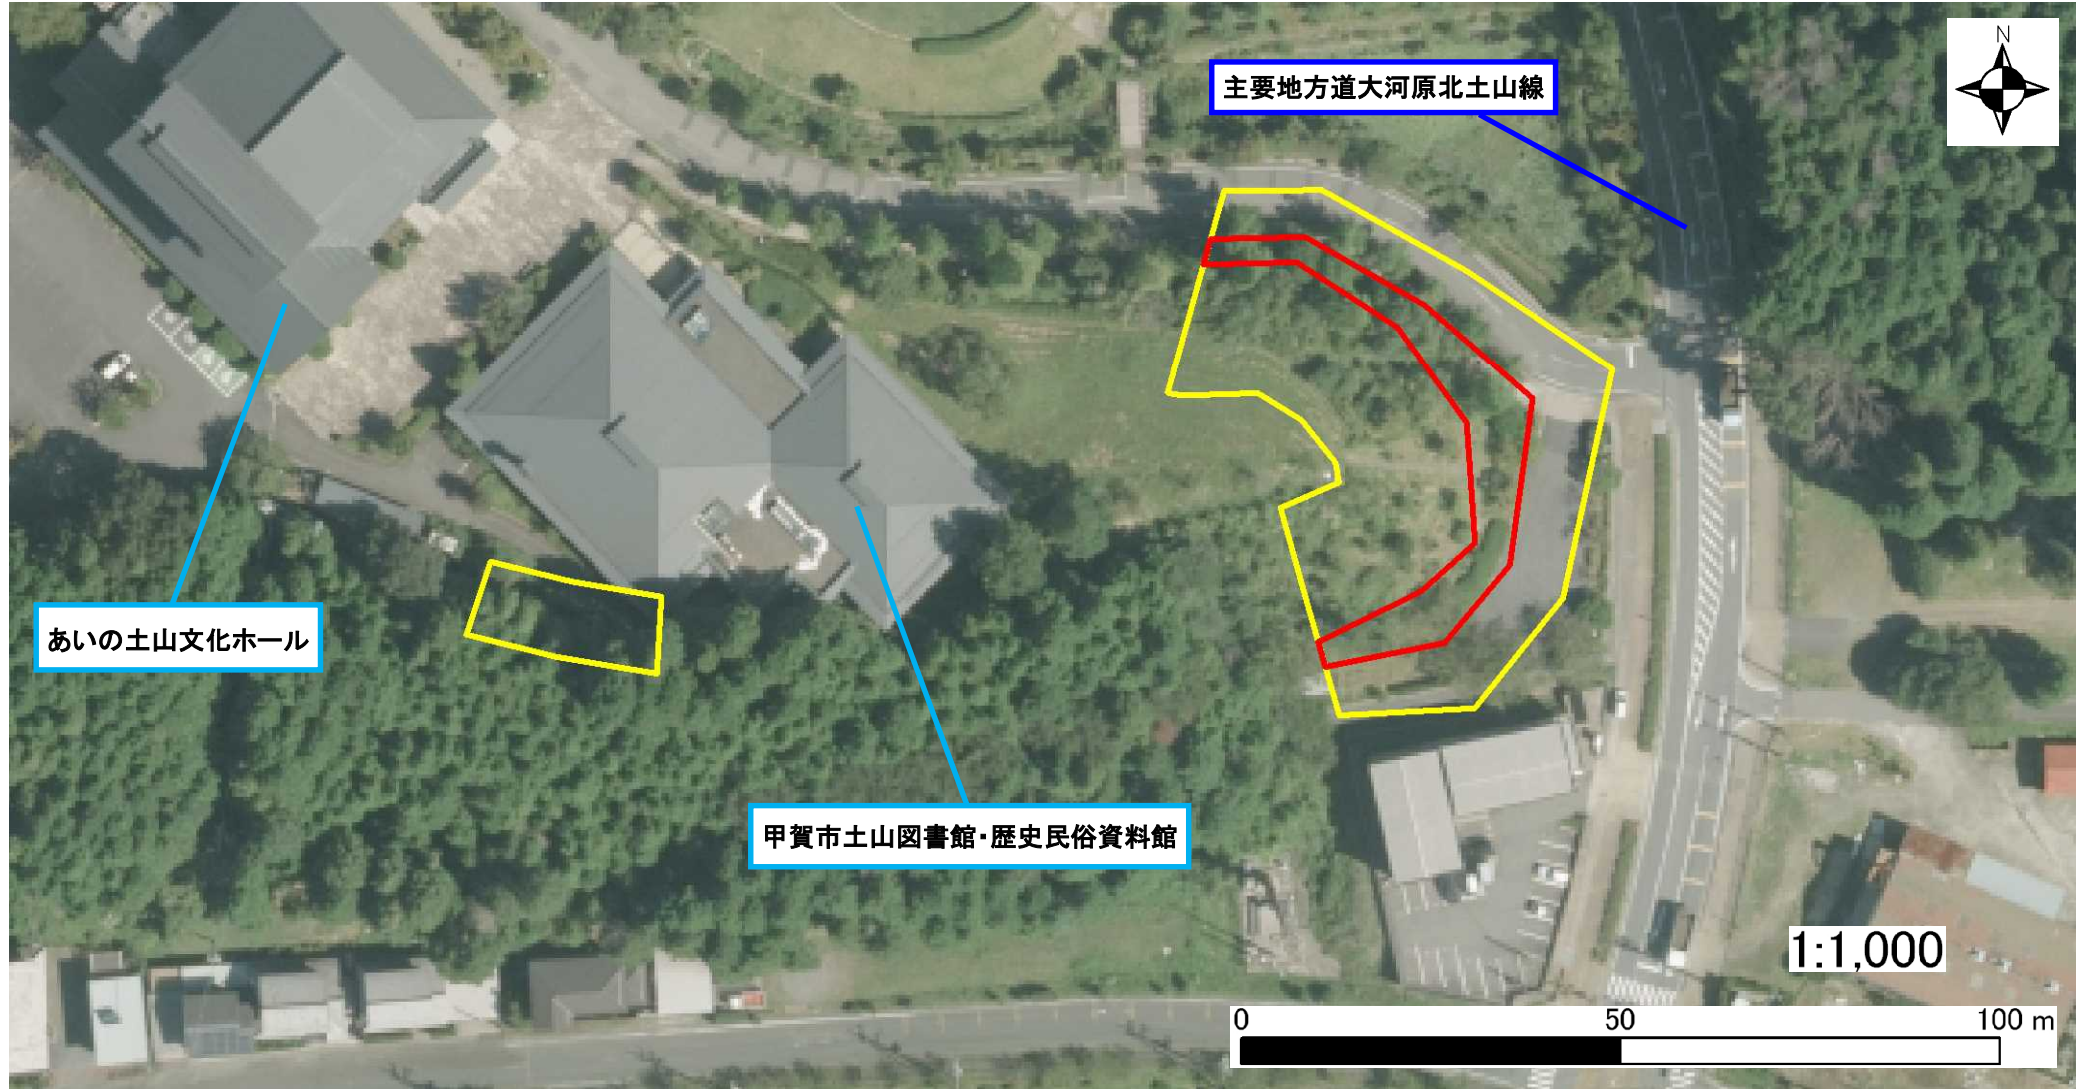 N
主要地方道大河原北土山線
あいの土山文化ホール
甲賀市土山図書館・歴史民俗資料館
1:1,000
0 50 100 m